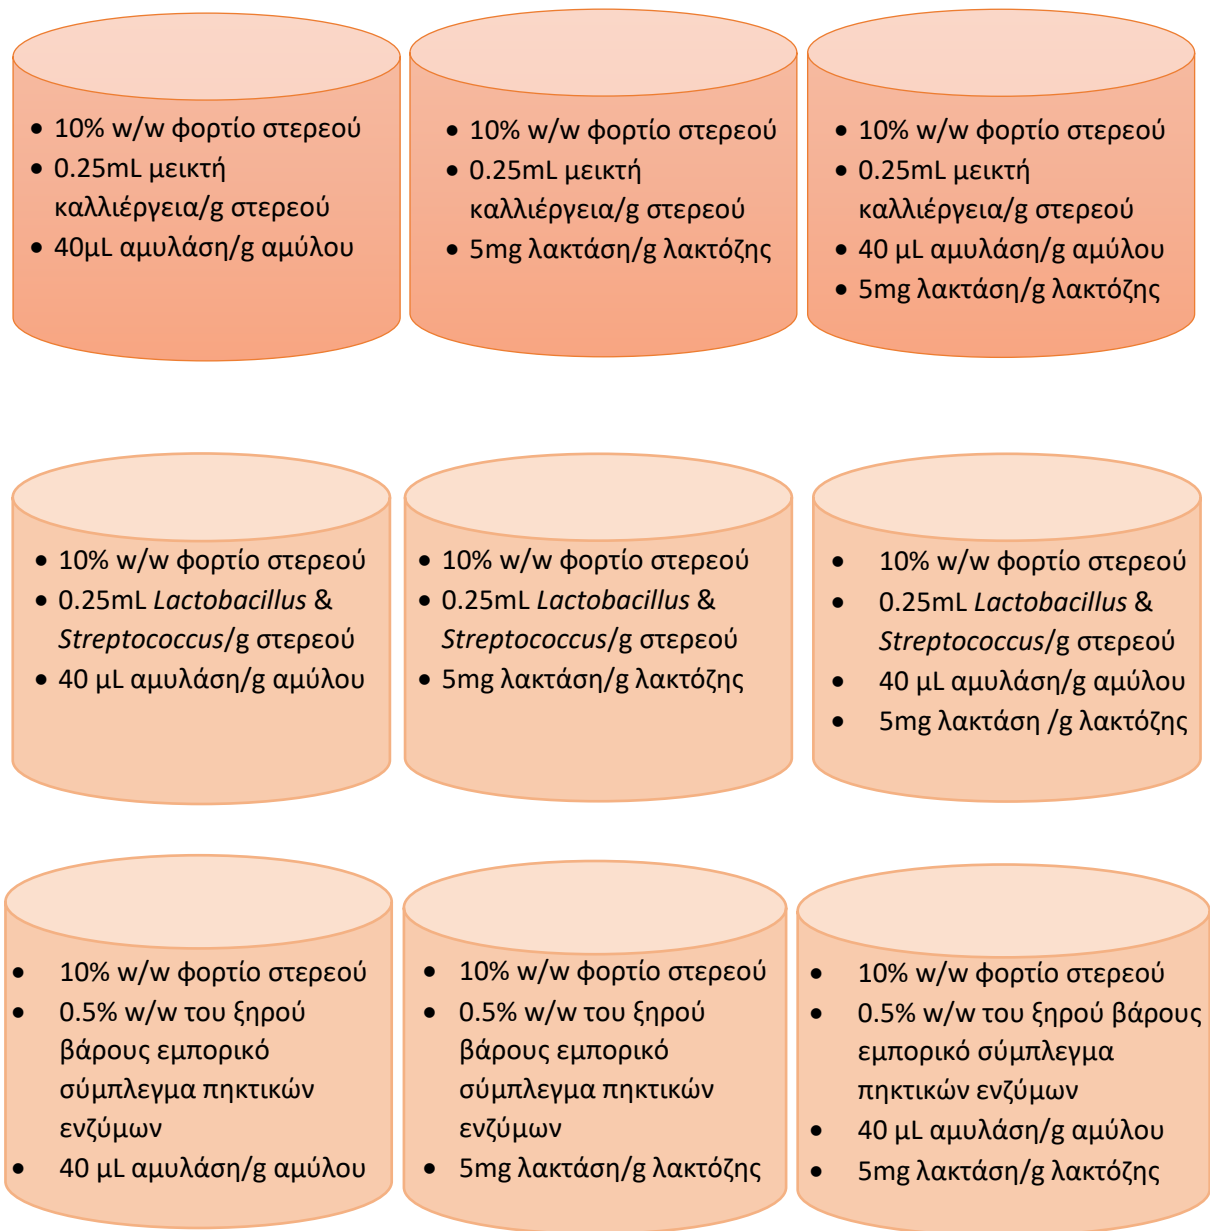 • 10% w/w φορτίο στερεού
• 0.25mL μεικτή
καλλιέργεια/g στερεού
• 40μL αμυλάση/g αμύλου
• 10% w/w φορτίο στερεού
• 0.25mL μεικτή
καλλιέργεια/g στερεού
• 5mg λακτάση/g λακτόζης
• 10% w/w φορτίο στερεού
• 0.25mL μεικτή
καλλιέργεια/g στερεού
• 40 μL αμυλάση/g αμύλου
• 5mg λακτάση/g λακτόζης
• 10% w/w φορτίο στερεού
• 0.25mL Lactobacillus &
Streptococcus/g στερεού
• 40 μL αμυλάση/g αμύλου
• 10% w/w φορτίο στερεού
• 0.25mL Lactobacillus &
Streptococcus/g στερεού
• 5mg λακτάση/g λακτόζης
• 10% w/w φορτίο στερεού
• 0.25mL Lactobacillus &
Streptococcus/g στερεού
• 40 μL αμυλάση/g αμύλου
• 5mg λακτάση /g λακτόζης
• 10% w/w φορτίο στερεού
• 0.5% w/w του ξηρού
βάρους εμπορικό
σύμπλεγμα πηκτικών
ενζύμων
• 40 μL αμυλάση/g αμύλου
• 10% w/w φορτίο στερεού
• 0.5% w/w του ξηρού
βάρους εμπορικό
σύμπλεγμα πηκτικών
ενζύμων
• 5mg λακτάση/g λακτόζης
• 10% w/w φορτίο στερεού
• 0.5% w/w του ξηρού βάρους
εμπορικό σύμπλεγμα
πηκτικών ενζύμων
• 40 μL αμυλάση/g αμύλου
• 5mg λακτάση/g λακτόζης